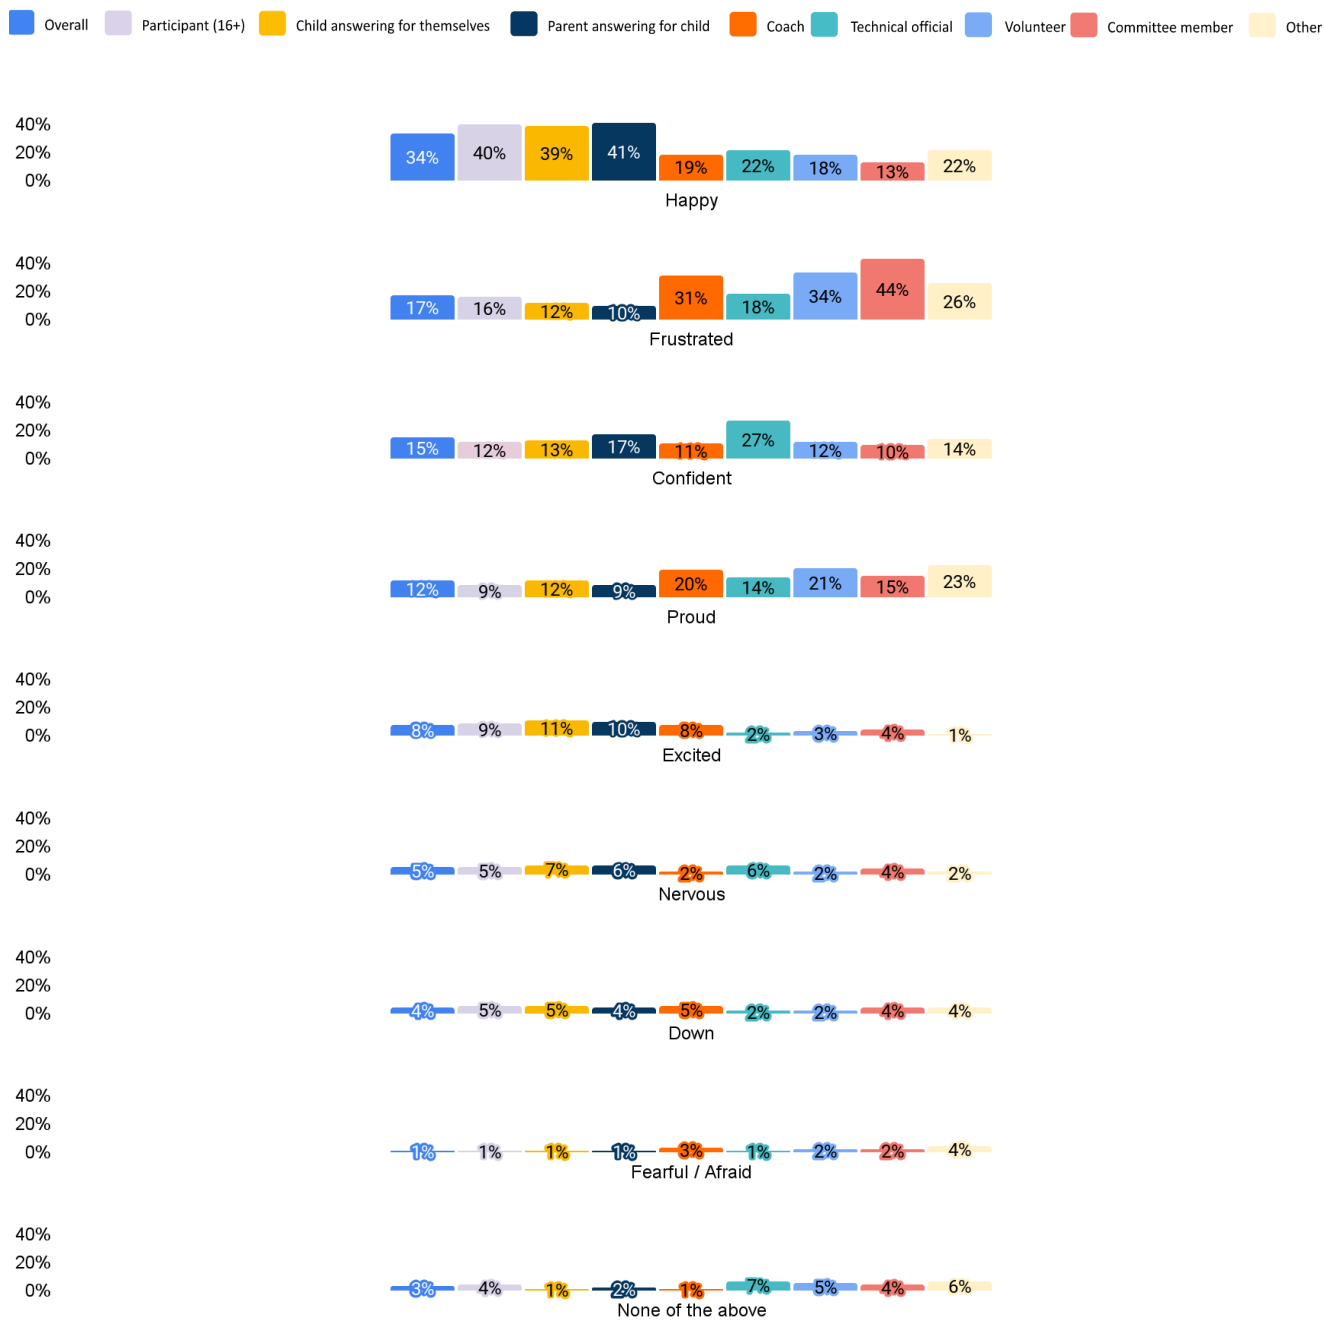 Overall Participant (16+) Child answering for themselves Parent answering for child Coach Technical official Volunteer Committee member Other
40%
20%
0%
34% 40% 39% 41% 19% 22% 18% 13% 22%
Happy
40%
20%
0%
17% 16% 12% 10% 31% 18% 34% 44% 26%
Frustrated
40%
20%
0%
15% 12% 13% 17% 11% 27% 12% 10% 14%
Confident
40%
20%
0%
12% 9% 12% 9% 20% 14% 21% 15% 23%
Proud
40%
20%
0%
8% 9% 11% 10% 8% 2% 3% 4% 1%
Excited
40%
20%
0%
5% 5% 7% 6% 2% 6% 2% 4% 2%
Nervous
40%
20%
0%
4% 5% 5% 4% 5% 2% 2% 4% 4%
Down
40%
20%
0%
1% 1% 1% 1% 3% 1% 2% 2% 4%
Fearful / Afraid
40%
20%
0%
3% 4% 1% 2% 1% 7% 5% 4% 6%
None of the above